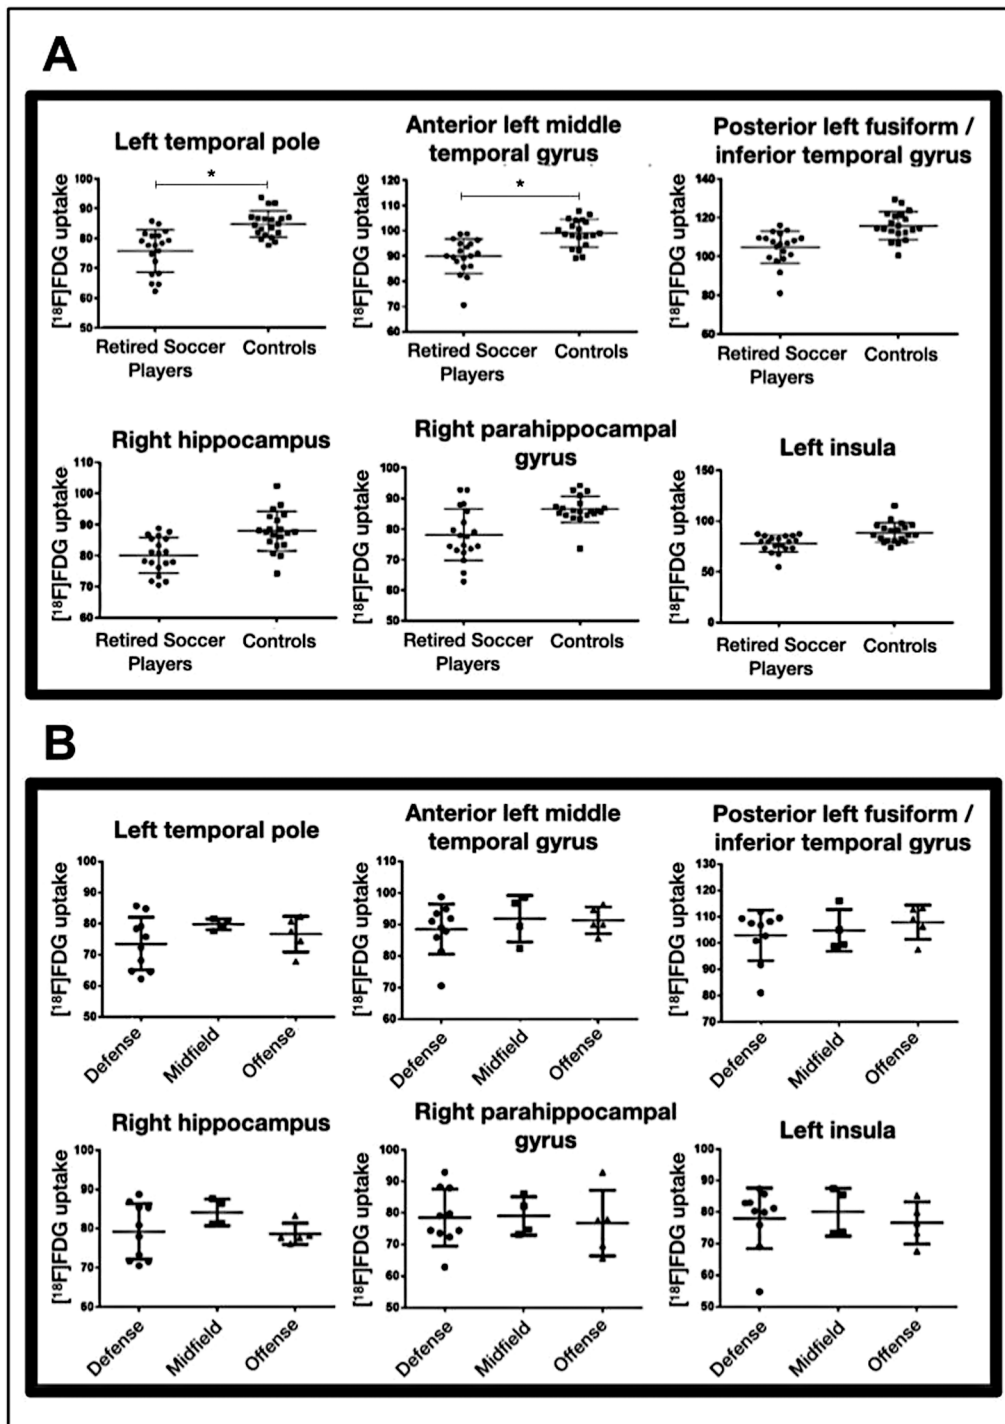 A
Left temporal pole
[18F]FDG uptake
100
90
80
70
60
50
*
Retired Soccer
Players
Controls
Anterior left middle
temporal gyrus
[18F]FDG uptake
120
110
100
90
80
70
60
*
Retired Soccer
Players
Controls
Posterior left fusiform /
inferior temporal gyrus
[18F]FDG uptake
140
120
100
80
60
Retired Soccer
Players
Controls
Right hippocampus
[18F]FDG uptake
110
100
90
80
70
60
Retired Soccer
Players
Controls
Right parahippocampal
gyrus
[18F]FDG uptake
100
90
80
70
60
50
Retired Soccer
Players
Controls
Left insula
[18F]FDG uptake
150
100
50
0
Retired Soccer
Players
Controls
B
Left temporal pole
[18F]FDG uptake
100
90
80
70
60
50
Defense
Midfield
Offense
Anterior left middle
temporal gyrus
[18F]FDG uptake
110
100
90
80
70
60
Defense
Midfield
Offense
Posterior left fusiform /
inferior temporal gyrus
[18F]FDG uptake
130
120
110
100
90
80
70
Defense
Midfield
Offense
Right hippocampus
[18F]FDG uptake
100
90
80
70
60
Defense
Midfield
Offense
Right parahippocampal
gyrus
[18F]FDG uptake
100
90
80
70
60
50
Defense
Midfield
Offense
Left insula
[18F]FDG uptake
100
90
80
70
60
50
Defense
Midfield
Offense